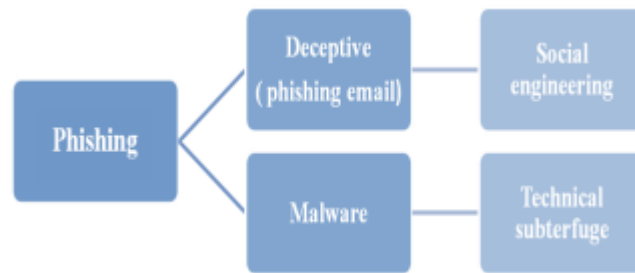 Phishing
Deceptive
( phishing email)
Social
engineering
Malware
Technical
subterfuge